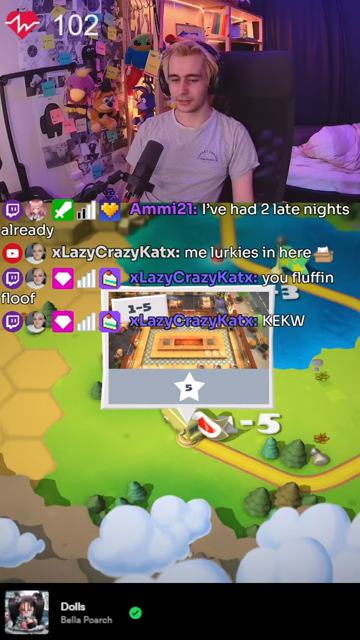 102
Ammi21: I've had 2 late nights
already
xLazyCrazyKatx: me lurkies in here
xLazyCrazyKatx: you fluffin
floof
xLazyCrazyKatx: KEKW
1-5
5
1-5
Dolls
Bella Poarch